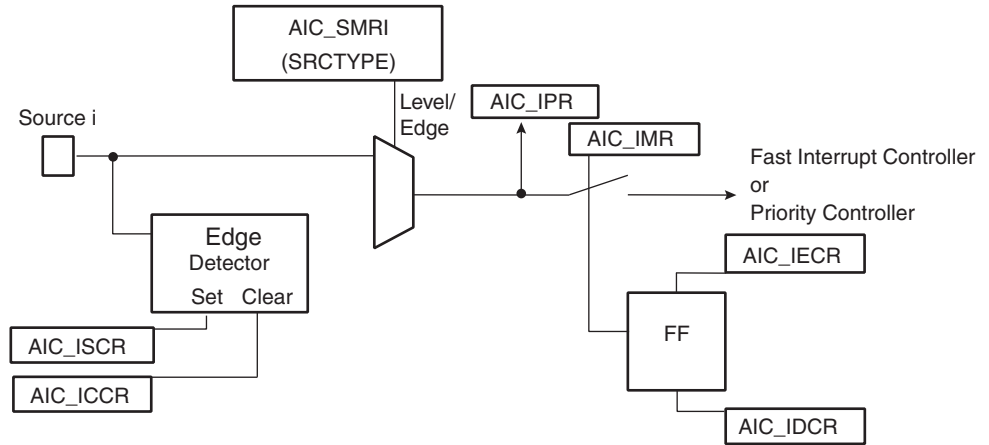 AIC_SMRI
(SRCTYPE)
Level/
Edge
AIC_IPR
AIC_IMR
Source i
Fast Interrupt Controller
or
Priority Controller
Edge
Detector
Set Clear
AIC_IECR
FF
AIC_ISCR
AIC_ICCR
AIC_IDCR